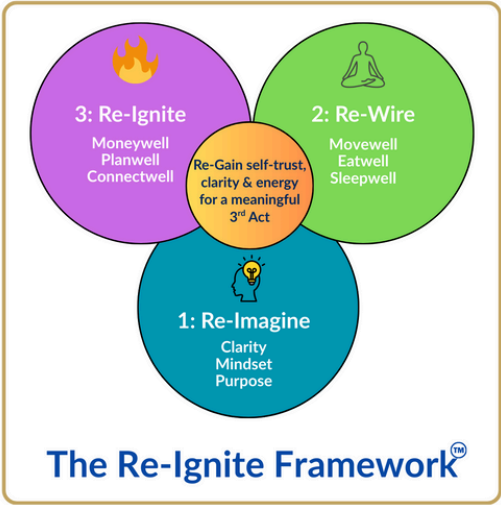 3: Re-Ignite
Moneywell
Planwell
Connectwell
2: Re-Wire
Movewell
Eatwell
Sleepwell
Re-Gain self-trust,
clarity & energy
for a meaningful
3rd Act
1: Re-Imagine
Clarity
Mindset
Purpose
The Re-Ignite Framework™